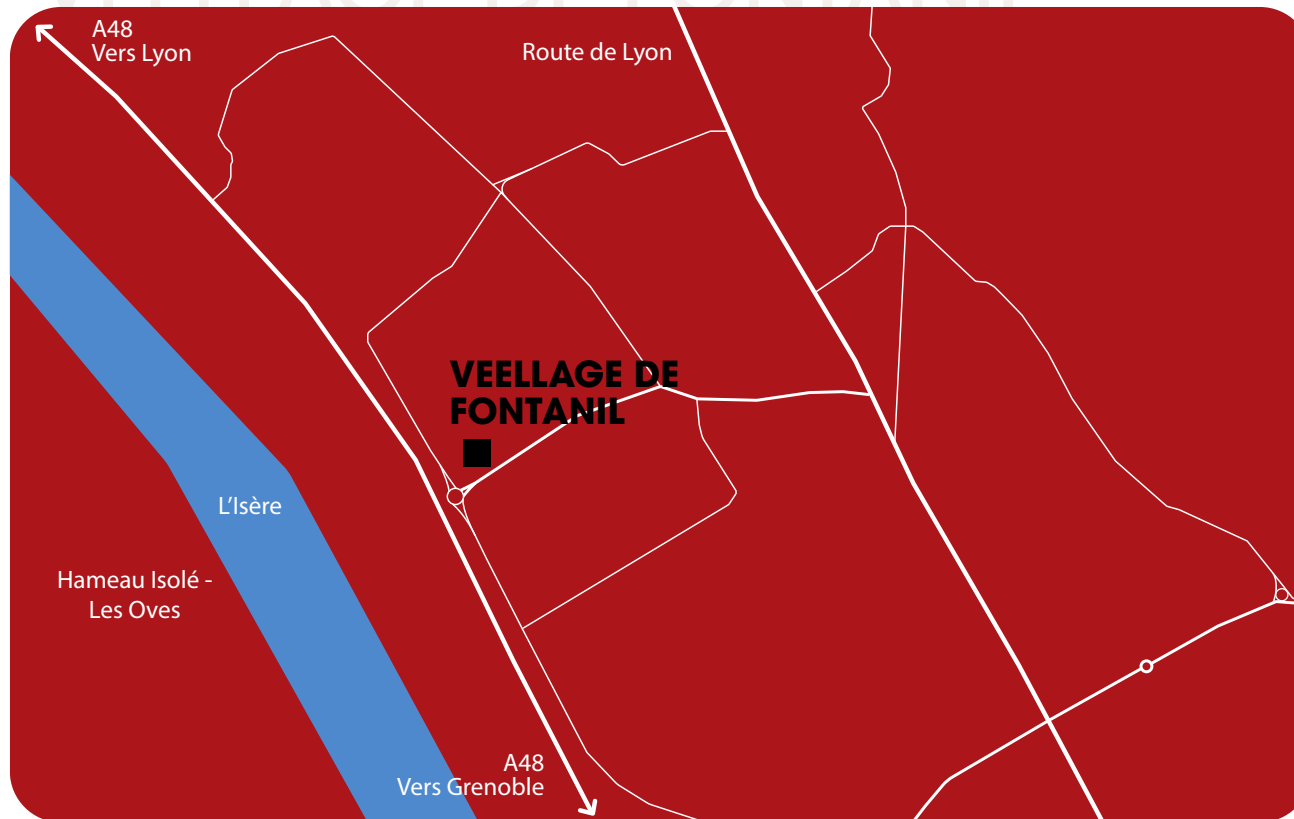 A48
Vers Lyon
Route de Lyon
VEELLAGE DE
FONTANIL
L'Isère
Hameau Isolé -
Les Oves
A48
Vers Grenoble